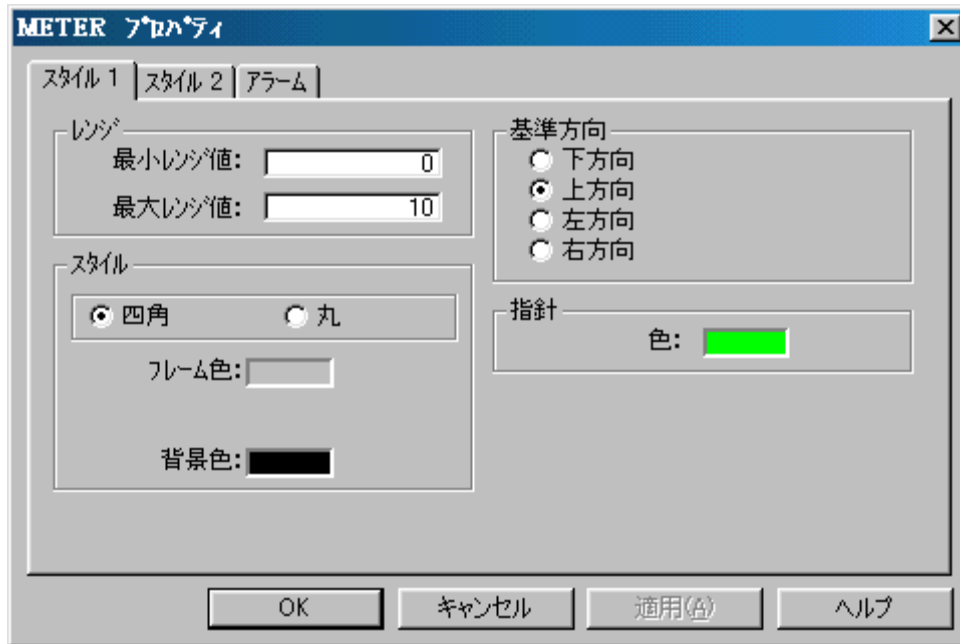 METER ﾌﾟﾛﾊﾟﾃｨ
ｽﾀｲﾙ 1 ｽﾀｲﾙ 2 ｱﾗｰﾑ
ﾚﾝｼﾞ
最小ﾚﾝｼﾞ値: 0
最大ﾚﾝｼﾞ値: 10
ｽﾀｲﾙ
四角 丸
ﾌﾚｰﾑ色:
背景色:
基準方向
下方向
上方向
左方向
右方向
指針
色:
OK キャンセル 適用(A) ヘルプ